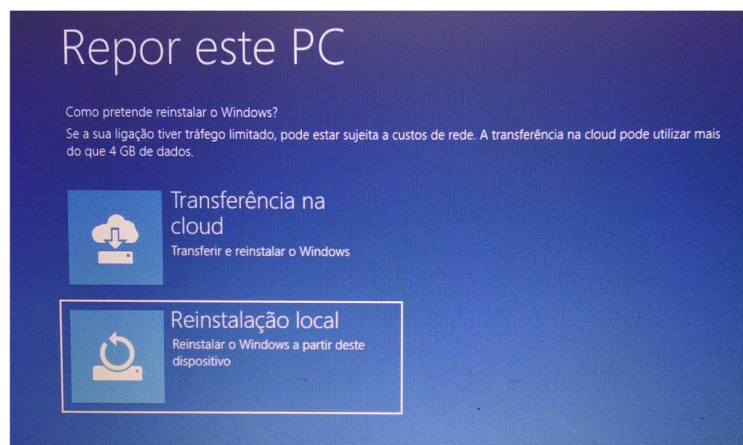 Repor este PC
Como pretende reinstalar o Windows?
Se a sua ligação tiver tráfego limitado, pode estar sujeita a custos de rede. A transferência na cloud pode utilizar mais
do que 4 GB de dados.
Transferência na
cloud
Transferir e reinstalar o Windows
Reinstalação local
Reinstalar o Windows a partir deste
dispositivo